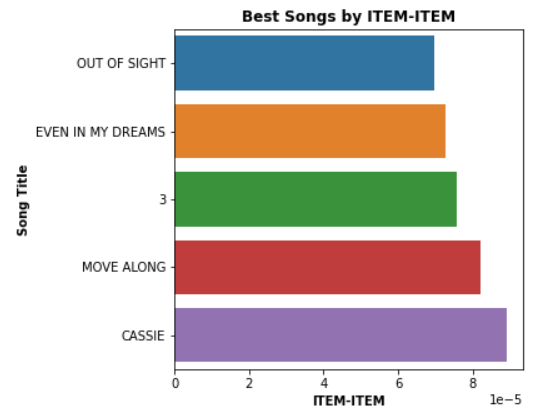 Best Songs by ITEM-ITEM
OUT OF SIGHT
EVEN IN MY DREAMS
3
MOVE ALONG
CASSIE
Song Title
0 2 4 6 8
1e−5
ITEM-ITEM